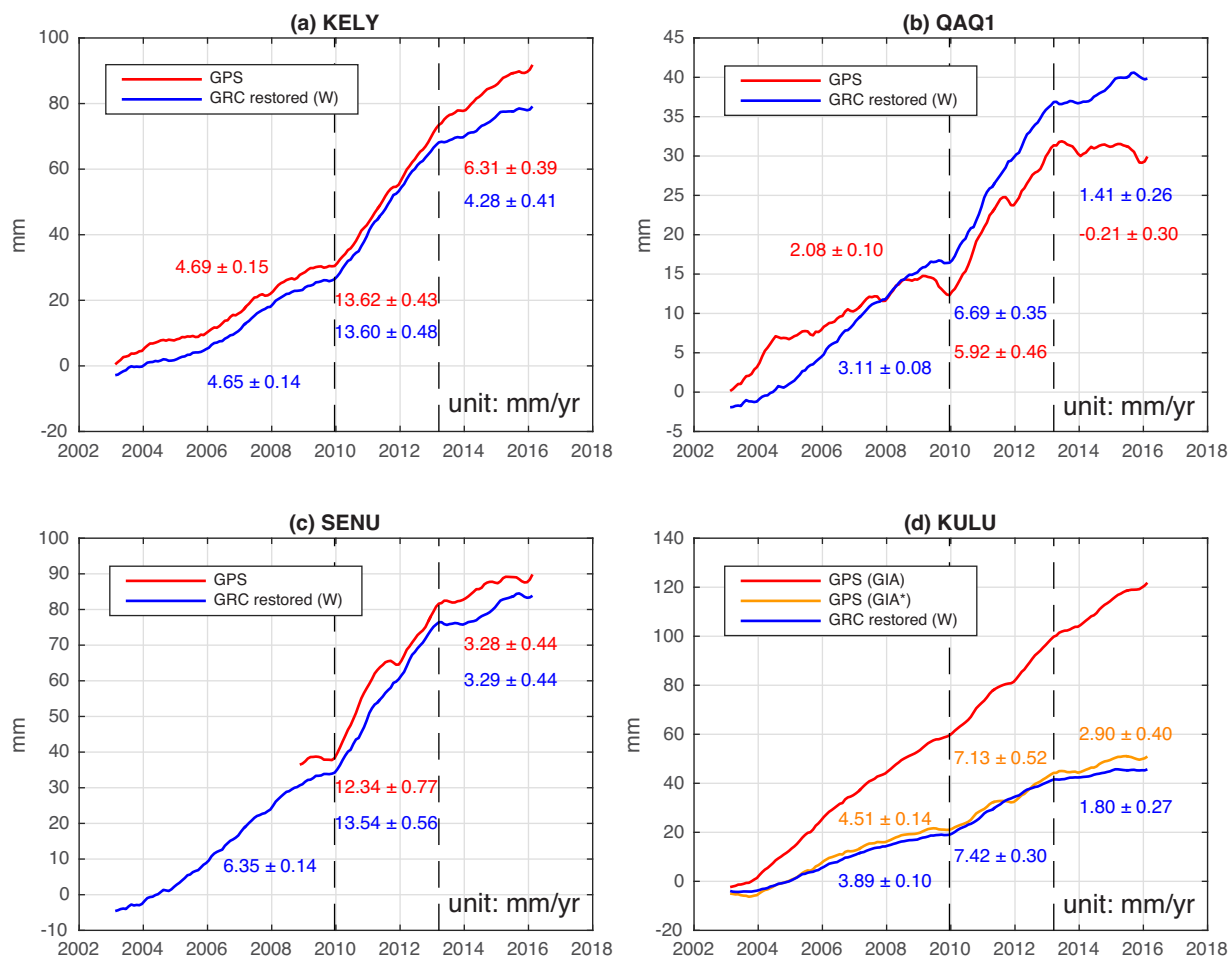 (a) KELY
100
80
60
40
20
0
-20
mm
GPS
GRC restored (W)
6.31 ± 0.39
4.28 ± 0.41
4.69 ± 0.15
13.62 ± 0.43
13.60 ± 0.48
4.65 ± 0.14
unit: mm/yr
2002 2004 2006 2008 2010 2012 2014 2016 2018
(b) QAQ1
45
40
35
30
25
20
15
10
5
0
-5
mm
GPS
GRC restored (W)
1.41 ± 0.26
-0.21 ± 0.30
2.08 ± 0.10
6.69 ± 0.35
5.92 ± 0.46
3.11 ± 0.08
unit: mm/yr
2002 2004 2006 2008 2010 2012 2014 2016 2018
(c) SENU
100
90
80
70
60
50
40
30
20
10
0
-10
mm
GPS
GRC restored (W)
3.28 ± 0.44
3.29 ± 0.44
12.34 ± 0.77
13.54 ± 0.56
6.35 ± 0.14
unit: mm/yr
2002 2004 2006 2008 2010 2012 2014 2016 2018
(d) KULU
140
120
100
80
60
40
20
0
-20
mm
GPS (GIA)
GPS (GIA*)
GRC restored (W)
2.90 ± 0.40
7.13 ± 0.52
4.51 ± 0.14
1.80 ± 0.27
7.42 ± 0.30
3.89 ± 0.10
unit: mm/yr
2002 2004 2006 2008 2010 2012 2014 2016 2018